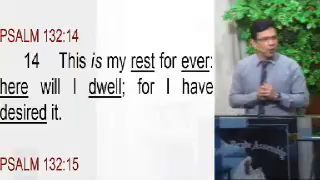 PSALM 132:14
14 This is my rest for ever:
here will I dwell; for I have
desired it.
PSALM 132:15